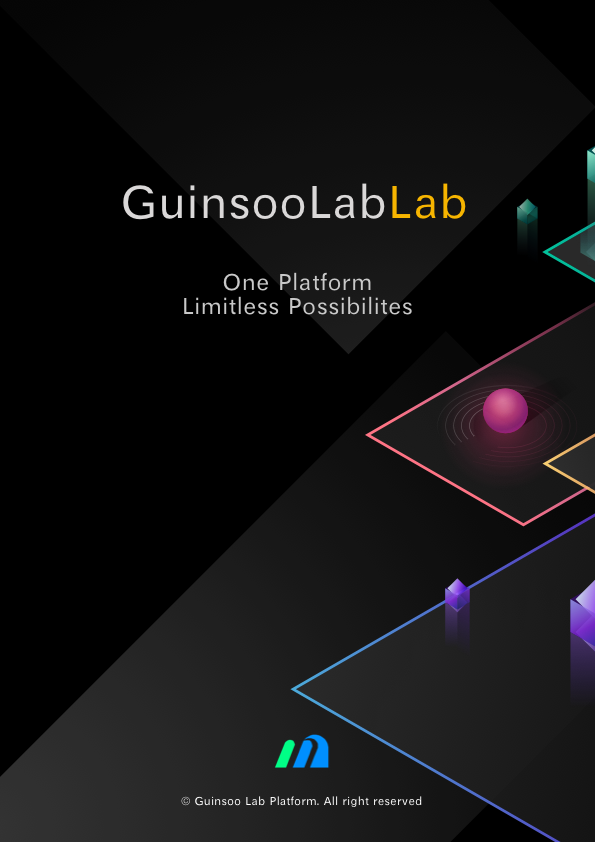 GuinsooLabLab
One Platform
Limitless Possibilites
© Guinsoo Lab Platform. All right reserved